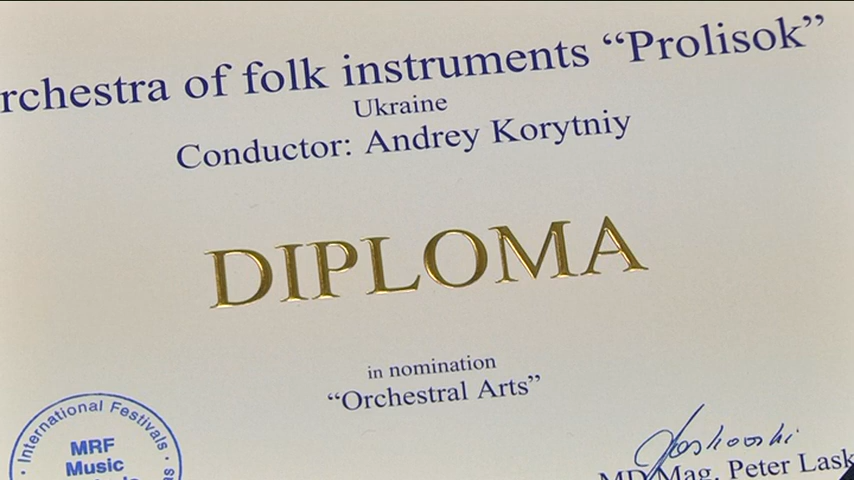 rchestra of folk instruments “Prolisok”
Ukraine
Conductor: Andrey Korytniy
DIPLOMA
in nomination
“Orchestral Arts”
· International Festivals ·
MRF
Music
MD Mag. Peter Lask